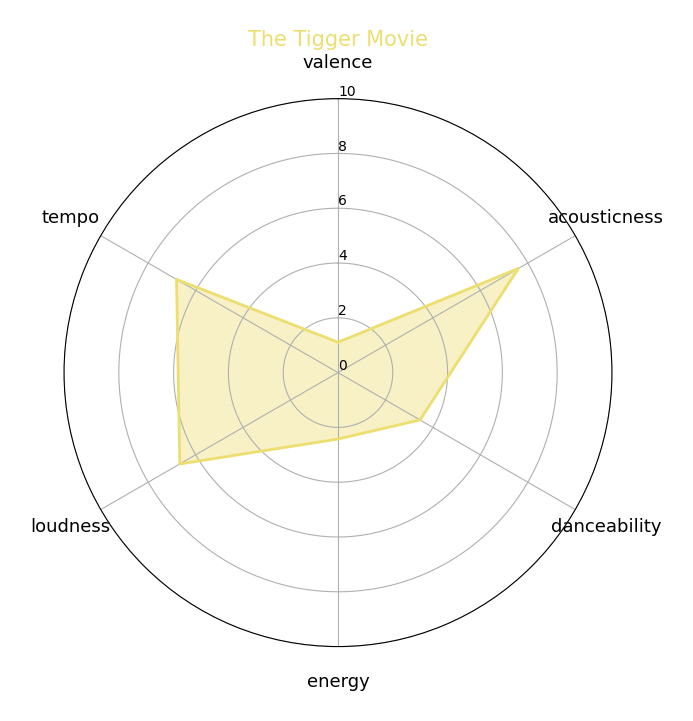 The Tigger Movie
valence
10
8
6
4
2
0
tempo
acousticness
loudness
danceability
energy